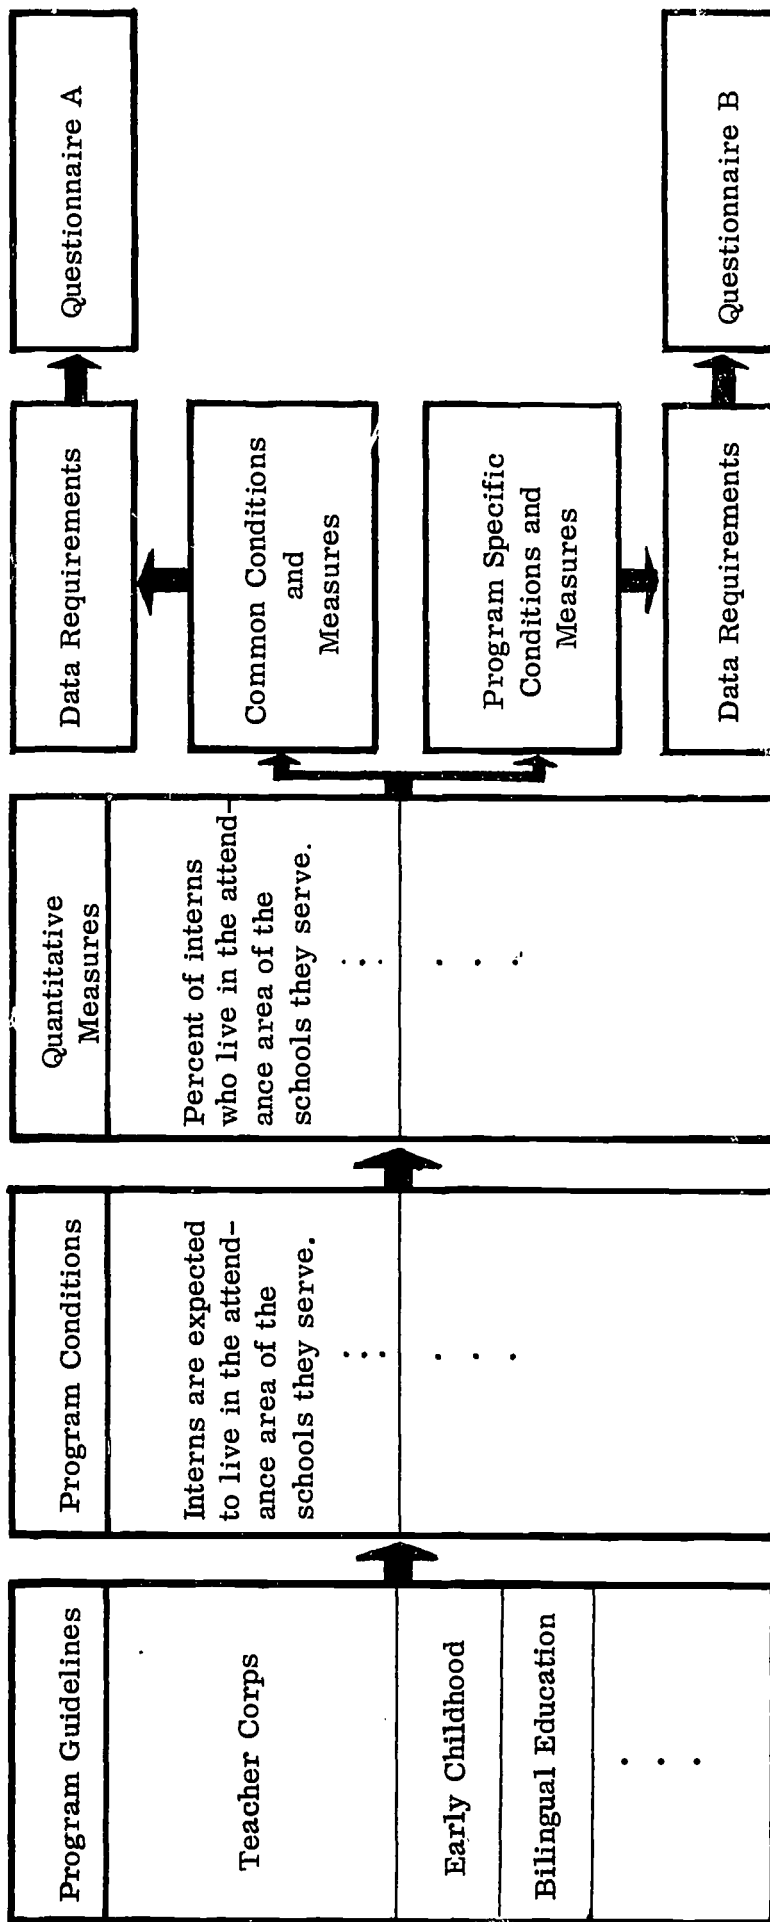 Program Guidelines
Teacher Corps
Early Childhood
Bilingual Education
. . .
Program Conditions
Interns are expected
to live in the attend-
ance area of the
schools they serve.
. . .
. . .
Quantitative
Measures
Percent of interns
who live in the attend-
ance area of the
schools they serve.
. . .
. . .
Data Requirements
Common Conditions
and
Measures
Program Specific
Conditions and
Measures
Data Requirements
Questionnaire A
Questionnaire B